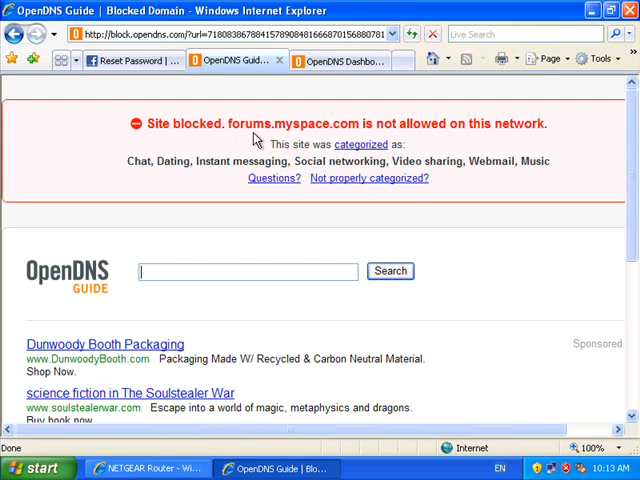 OpenDNS Guide | Blocked Domain - Windows Internet Explorer
http://block.opendns.com/?url=718083678841578908481666870156880781
Live Search
Reset Password | ...
OpenDNS Guid...
OpenDNS Dashbo...
Page
Tools
Site blocked. forums.myspace.com is not allowed on this network.
This site was categorized as:
Chat, Dating, Instant messaging, Social networking, Video sharing, Webmail, Music
Questions? Not properly categorized?
OpenDNS
GUIDE
Search
Dunwoody Booth Packaging
Sponsored
www.DunwoodyBooth.com Packaging Made W/ Recycled & Carbon Neutral Material.
Shop Now.
science fiction in The Soulstealer War
www.soulstealerwar.com Escape into a world of magic, metaphysics and dragons.
Buy book now.
Done
Internet
100%
start
NETGEAR Router - Wi...
OpenDNS Guide | Blo...
EN
10:13 AM